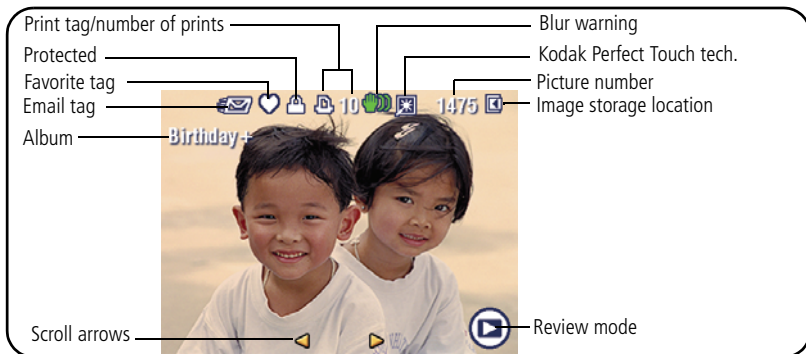 Print tag/number of prints
Protected
Favorite tag
Email tag
Album
Blur warning
Kodak Perfect Touch tech.
Picture number
Image storage location
10 1475
Birthday+
Scroll arrows
Review mode